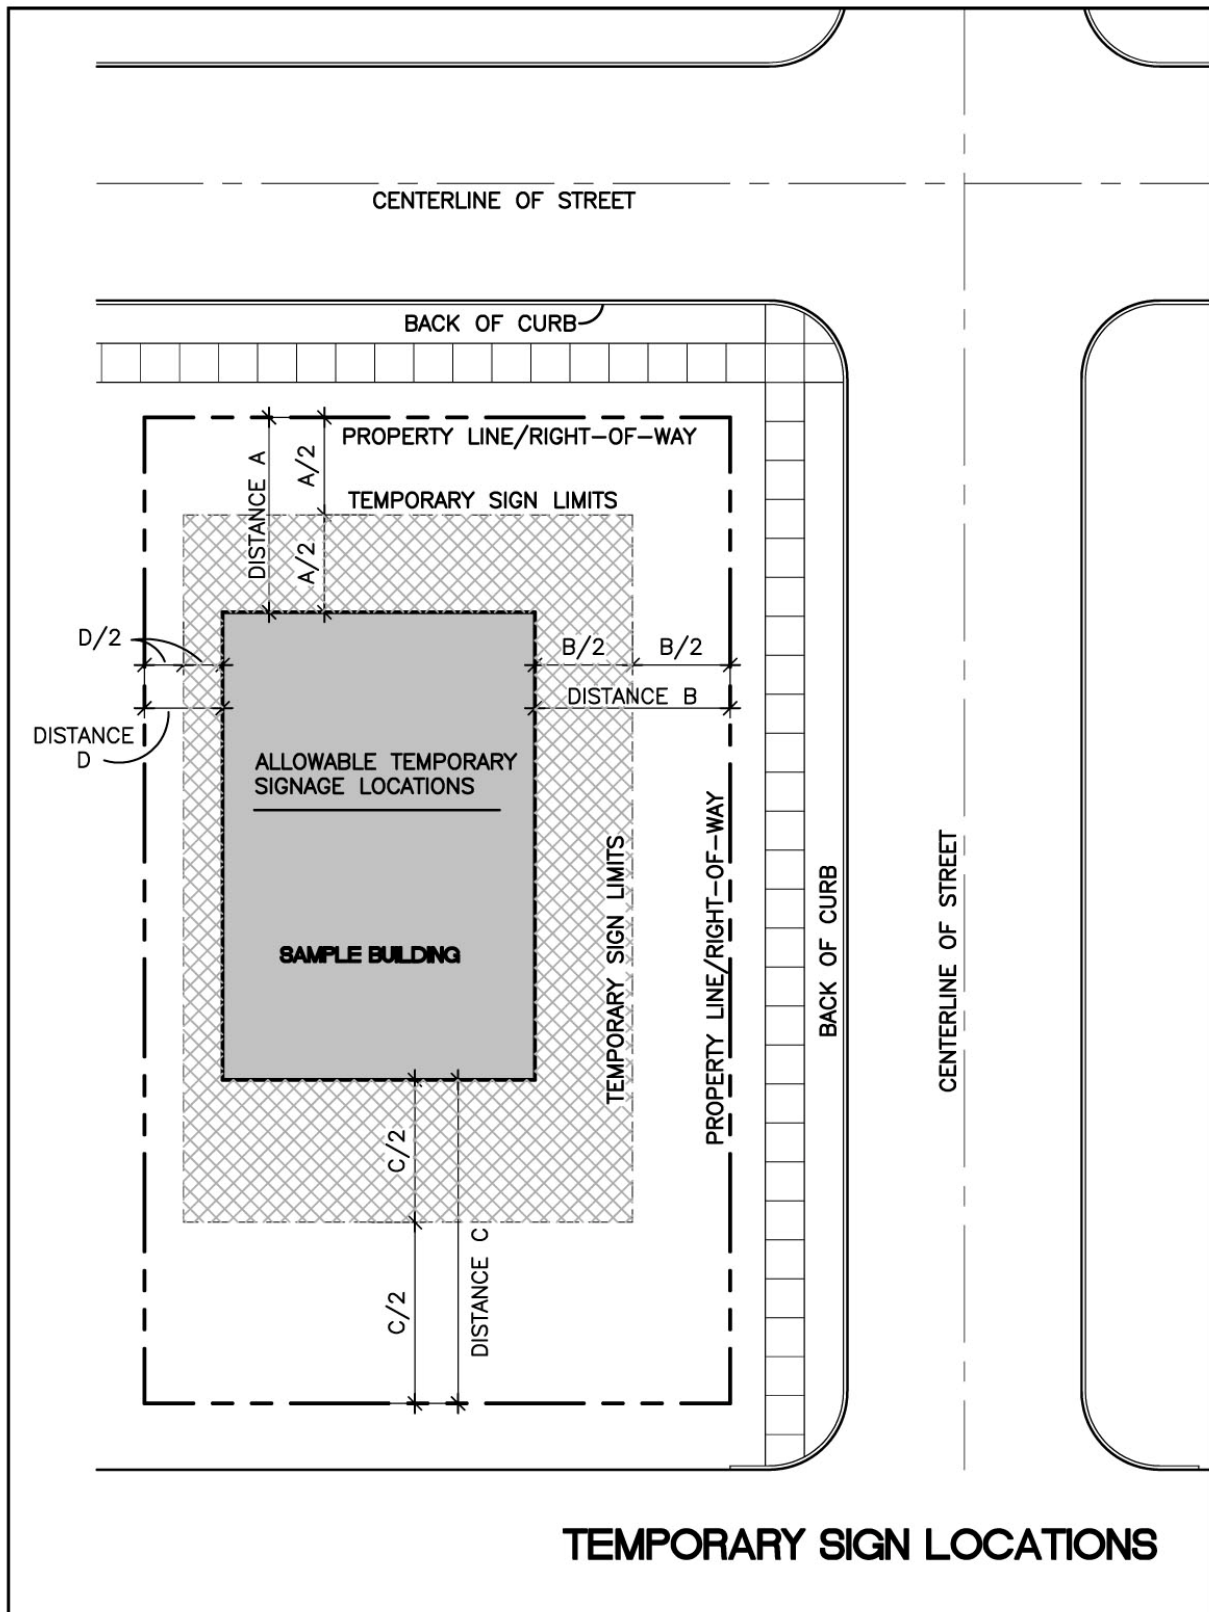 CENTERLINE OF STREET
BACK OF CURB
PROPERTY LINE/RIGHT-OF-WAY
DISTANCE A
A/2
TEMPORARY SIGN LIMITS
A/2
D/2
B/2
B/2
DISTANCE B
DISTANCE
D
ALLOWABLE TEMPORARY
SIGNAGE LOCATIONS
SAMPLE BUILDING
TEMPORARY SIGN LIMITS
PROPERTY LINE/RIGHT-OF-WAY
BACK OF CURB
CENTERLINE OF STREET
C/2
C/2
DISTANCE C
TEMPORARY SIGN LOCATIONS